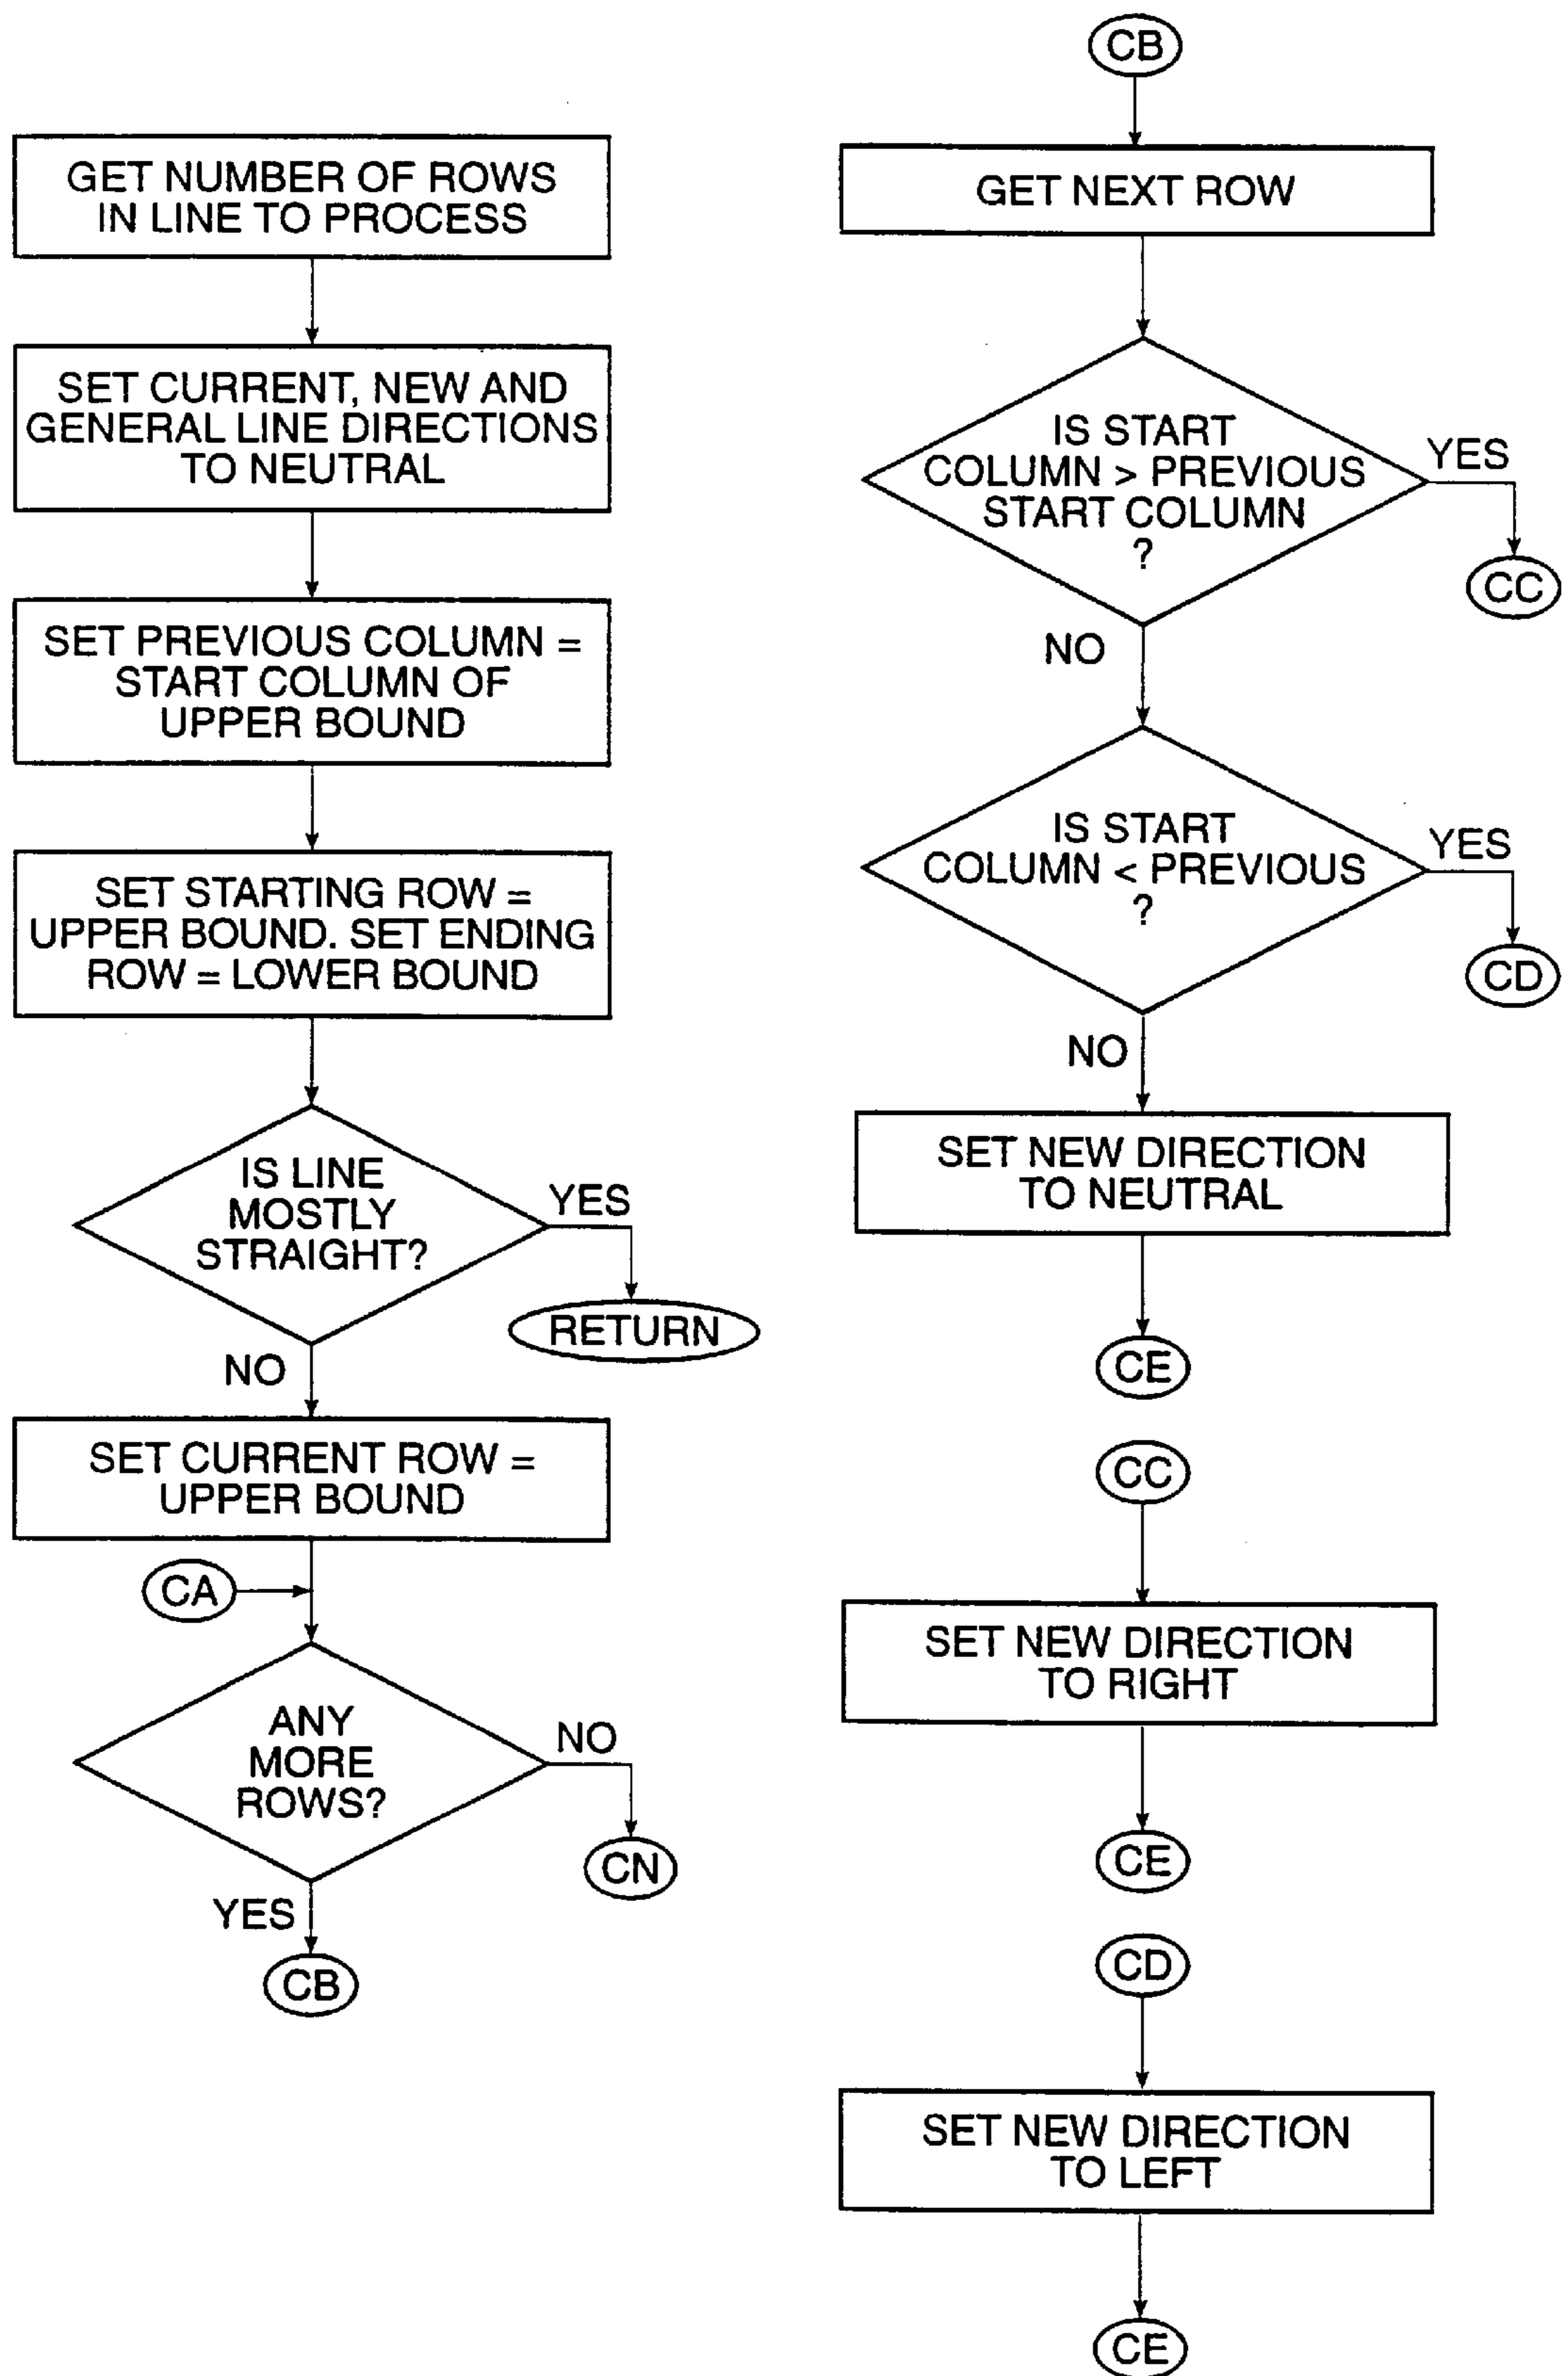 GET NUMBER OF ROWS
IN LINE TO PROCESS
SET CURRENT, NEW AND
GENERAL LINE DIRECTIONS
TO NEUTRAL
SET PREVIOUS COLUMN =
START COLUMN OF
UPPER BOUND
SET STARTING ROW =
UPPER BOUND. SET ENDING
ROW = LOWER BOUND
IS LINE
MOSTLY
STRAIGHT?
YES
RETURN
NO
SET CURRENT ROW =
UPPER BOUND
CA
ANY
MORE
ROWS?
NO
CN
YES
CB
CB
GET NEXT ROW
IS START
COLUMN > PREVIOUS
START COLUMN
?
YES
CC
NO
IS START
COLUMN < PREVIOUS
?
YES
CD
NO
SET NEW DIRECTION
TO NEUTRAL
CE
CC
SET NEW DIRECTION
TO RIGHT
CE
CD
SET NEW DIRECTION
TO LEFT
CE